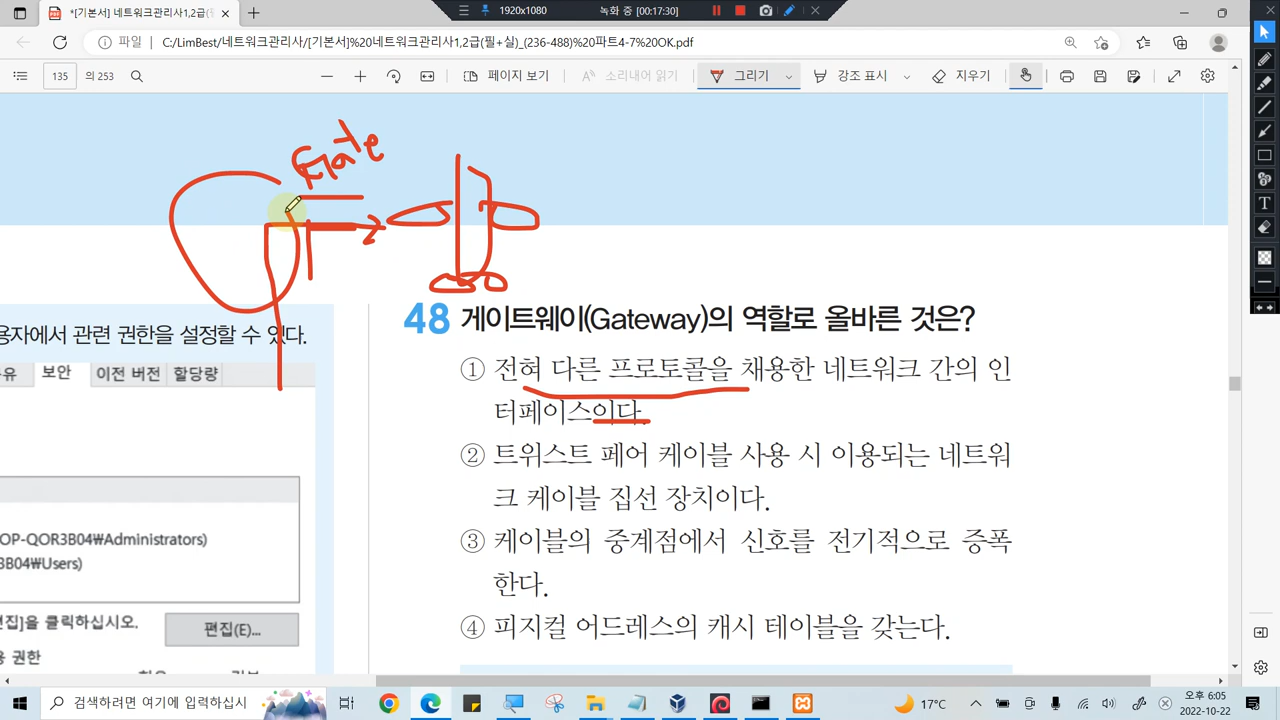 *[기본서] 네트워크관리사1,2급(필
1920x1080
녹화 중 [00:17:30]
파일
C:/LimBest/네트워크관리사/[기본서]%20네트워크관리사1,2급(필+실)_(236-488)%20파트4-7%20OK.pdf
135
의 253
페이지 보기
소리내어 읽기
그리기
강조 표시
지우기
Gate
용자에서 관련 권한을 설정할 수 있다.
유
보안
이전 버전
할당량
OP-QOR3B04₩Administrators)
3B04₩Users)
[편집]을 클릭하십시오.
편집(E)...
용 권한
48 게이트웨이(Gateway)의 역할로 올바른 것은?
① 전혀 다른 프로토콜을 채용한 네트워크 간의 인
터페이스이다.
② 트위스트 페어 케이블 사용 시 이용되는 네트워
크 케이블 집선 장치이다.
③ 케이블의 중계점에서 신호를 전기적으로 증폭
한다.
④ 피지컬 어드레스의 캐시 테이블을 갖는다.
검색하려면 여기에 입력하십시
17°C
오후 6:05
2022-10-22